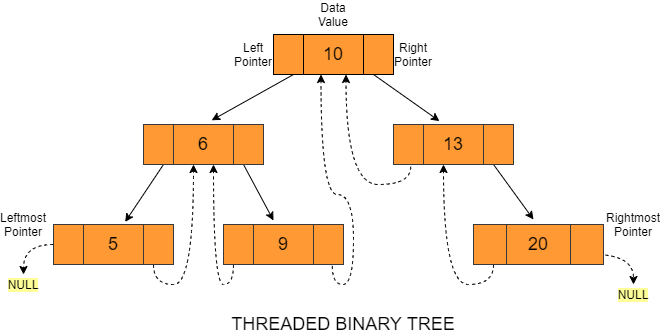 Data
Value
Left
Pointer
10
Right
Pointer
6
13
Leftmost
Pointer
5
9
20
Rightmost
Pointer
NULL
NULL
THREADED BINARY TREE